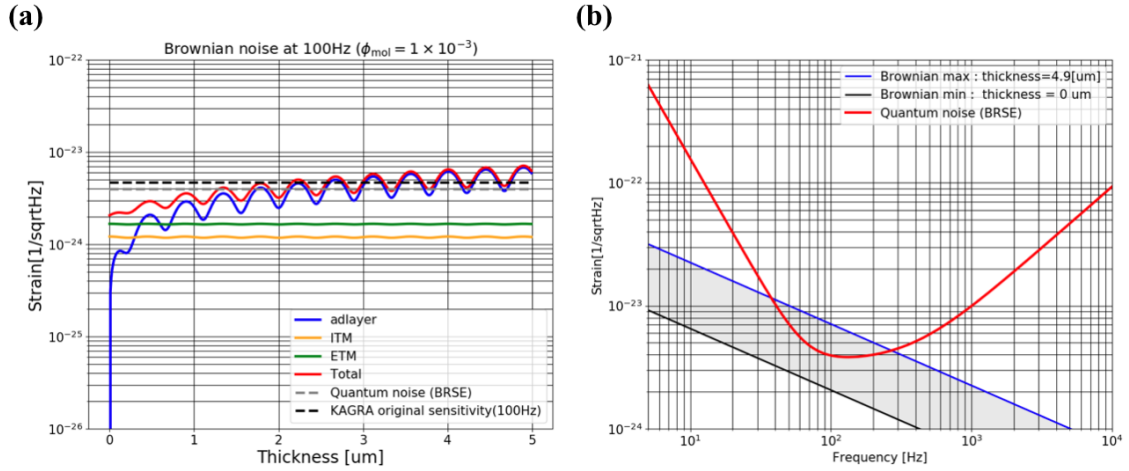 (a)
Brownian noise at 100Hz (ϕ_mol = 1 × 10⁻³)
10⁻²²
10⁻²³
10⁻²⁴
10⁻²⁵
10⁻²⁶
Strain[1/sqrtHz]
adlayer
ITM
ETM
Total
Quantum noise (BRSE)
KAGRA original sensitivity(100Hz)
0 1 2 3 4 5
Thickness [um]
(b)
10⁻²¹
10⁻²²
10⁻²³
10⁻²⁴
Strain[1/sqrtHz]
Brownian max : thickness=4.9[um]
Brownian min : thickness = 0 um
Quantum noise (BRSE)
10¹ 10² 10³ 10⁴
Frequency [Hz]